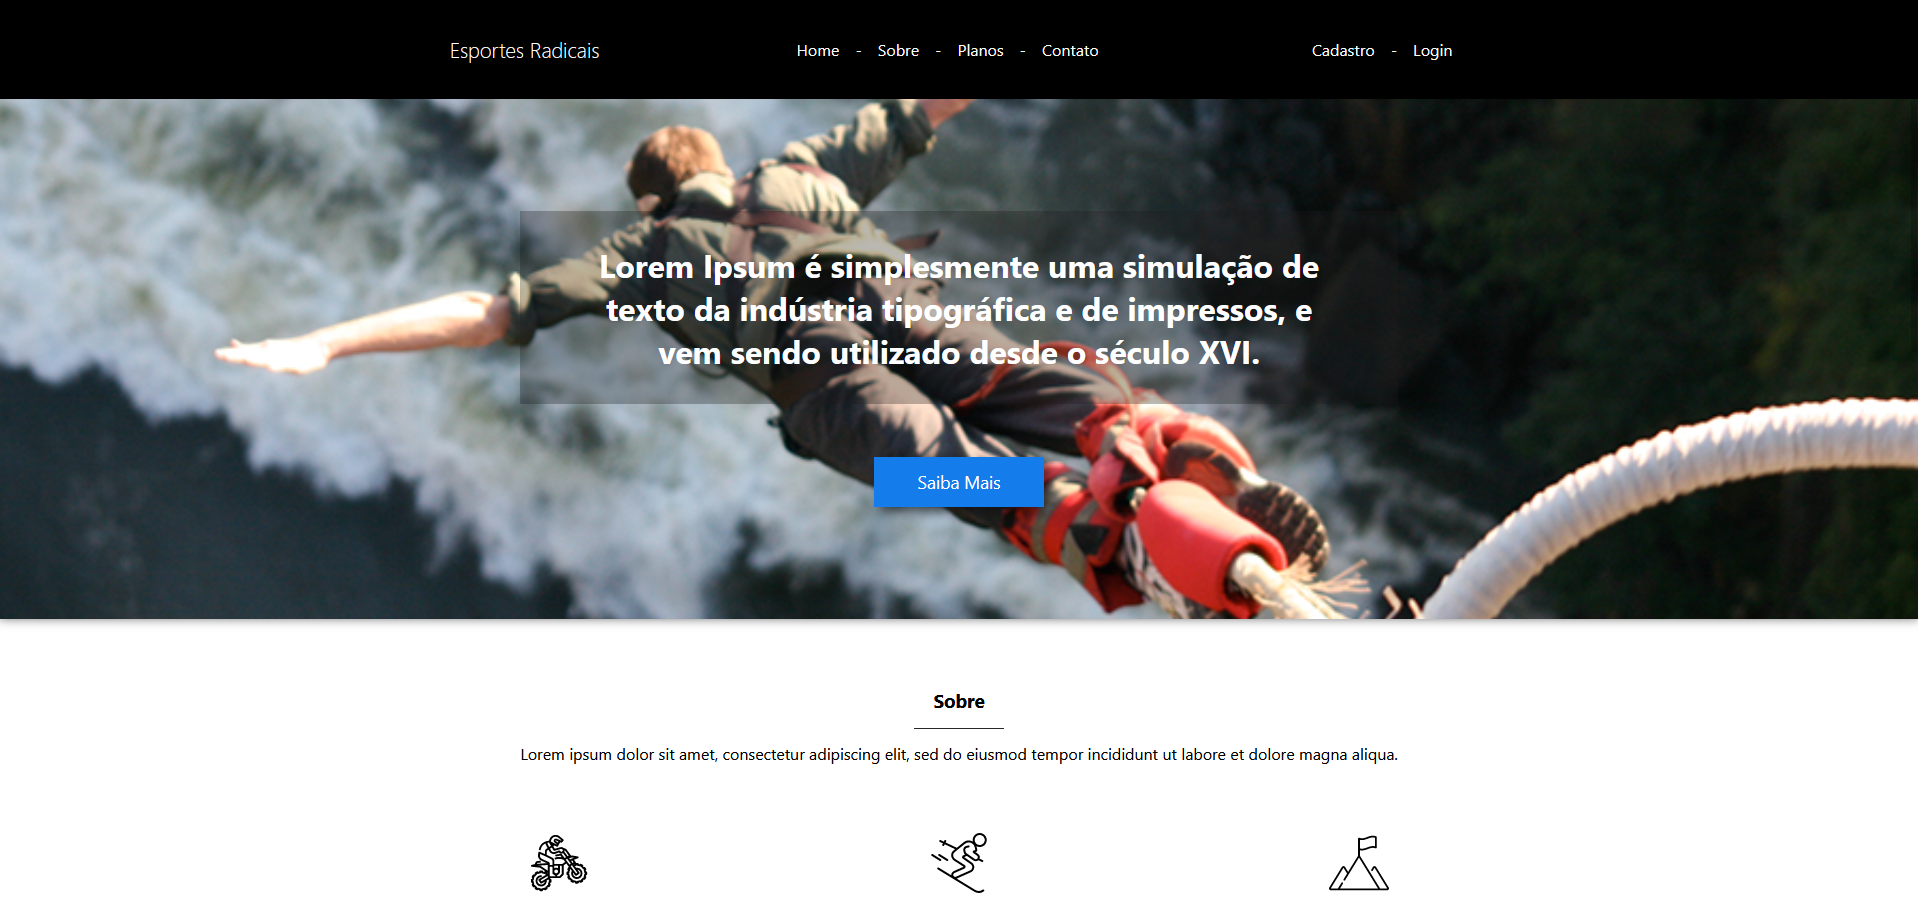 Esportes Radicais
Home - Sobre - Planos - Contato
Cadastro - Login
Lorem Ipsum é simplesmente uma simulação de
texto da indústria tipográfica e de impressos, e
vem sendo utilizado desde o século XVI.
Saiba Mais
Sobre
Lorem ipsum dolor sit amet, consectetur adipiscing elit, sed do eiusmod tempor incididunt ut labore et dolore magna aliqua.